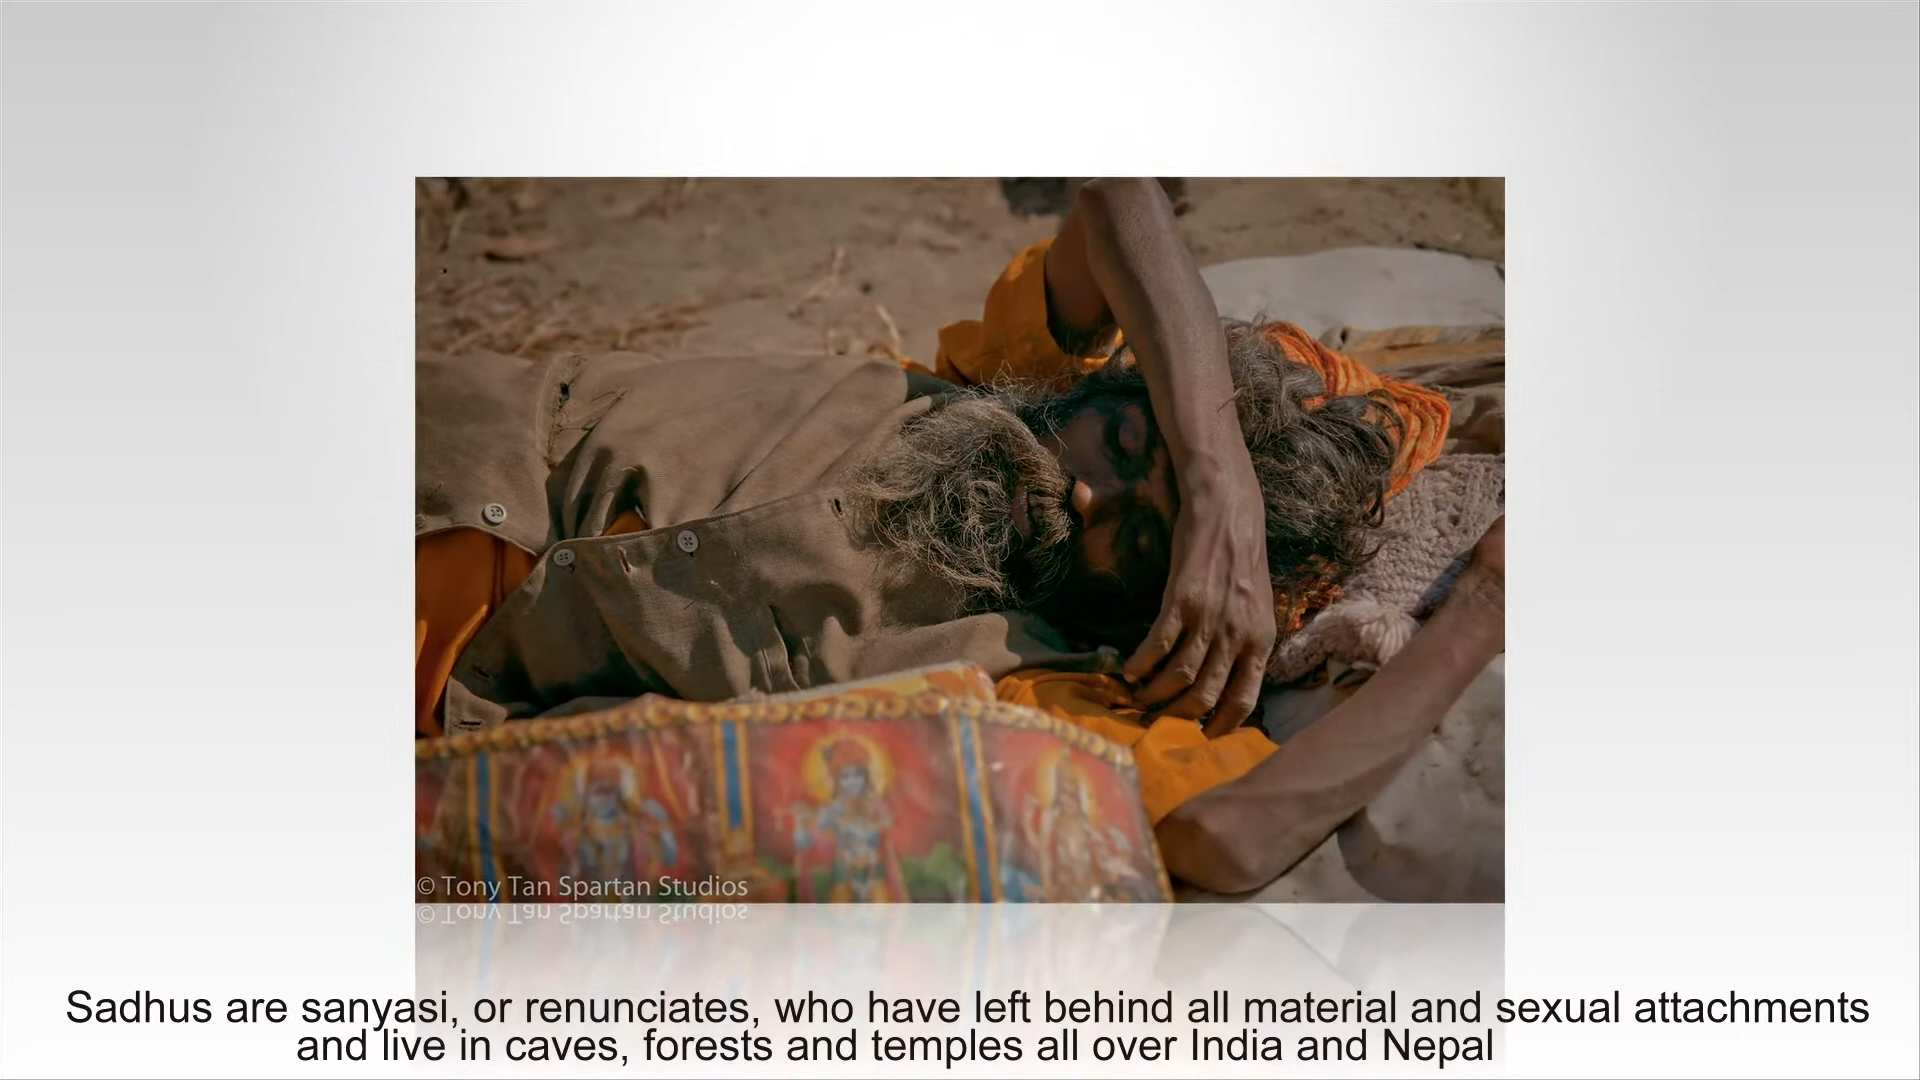 © Tony Tan Spartan Studios
Sadhus are sanyasi, or renunciates, who have left behind all material and sexual attachments
and live in caves, forests and temples all over India and Nepal